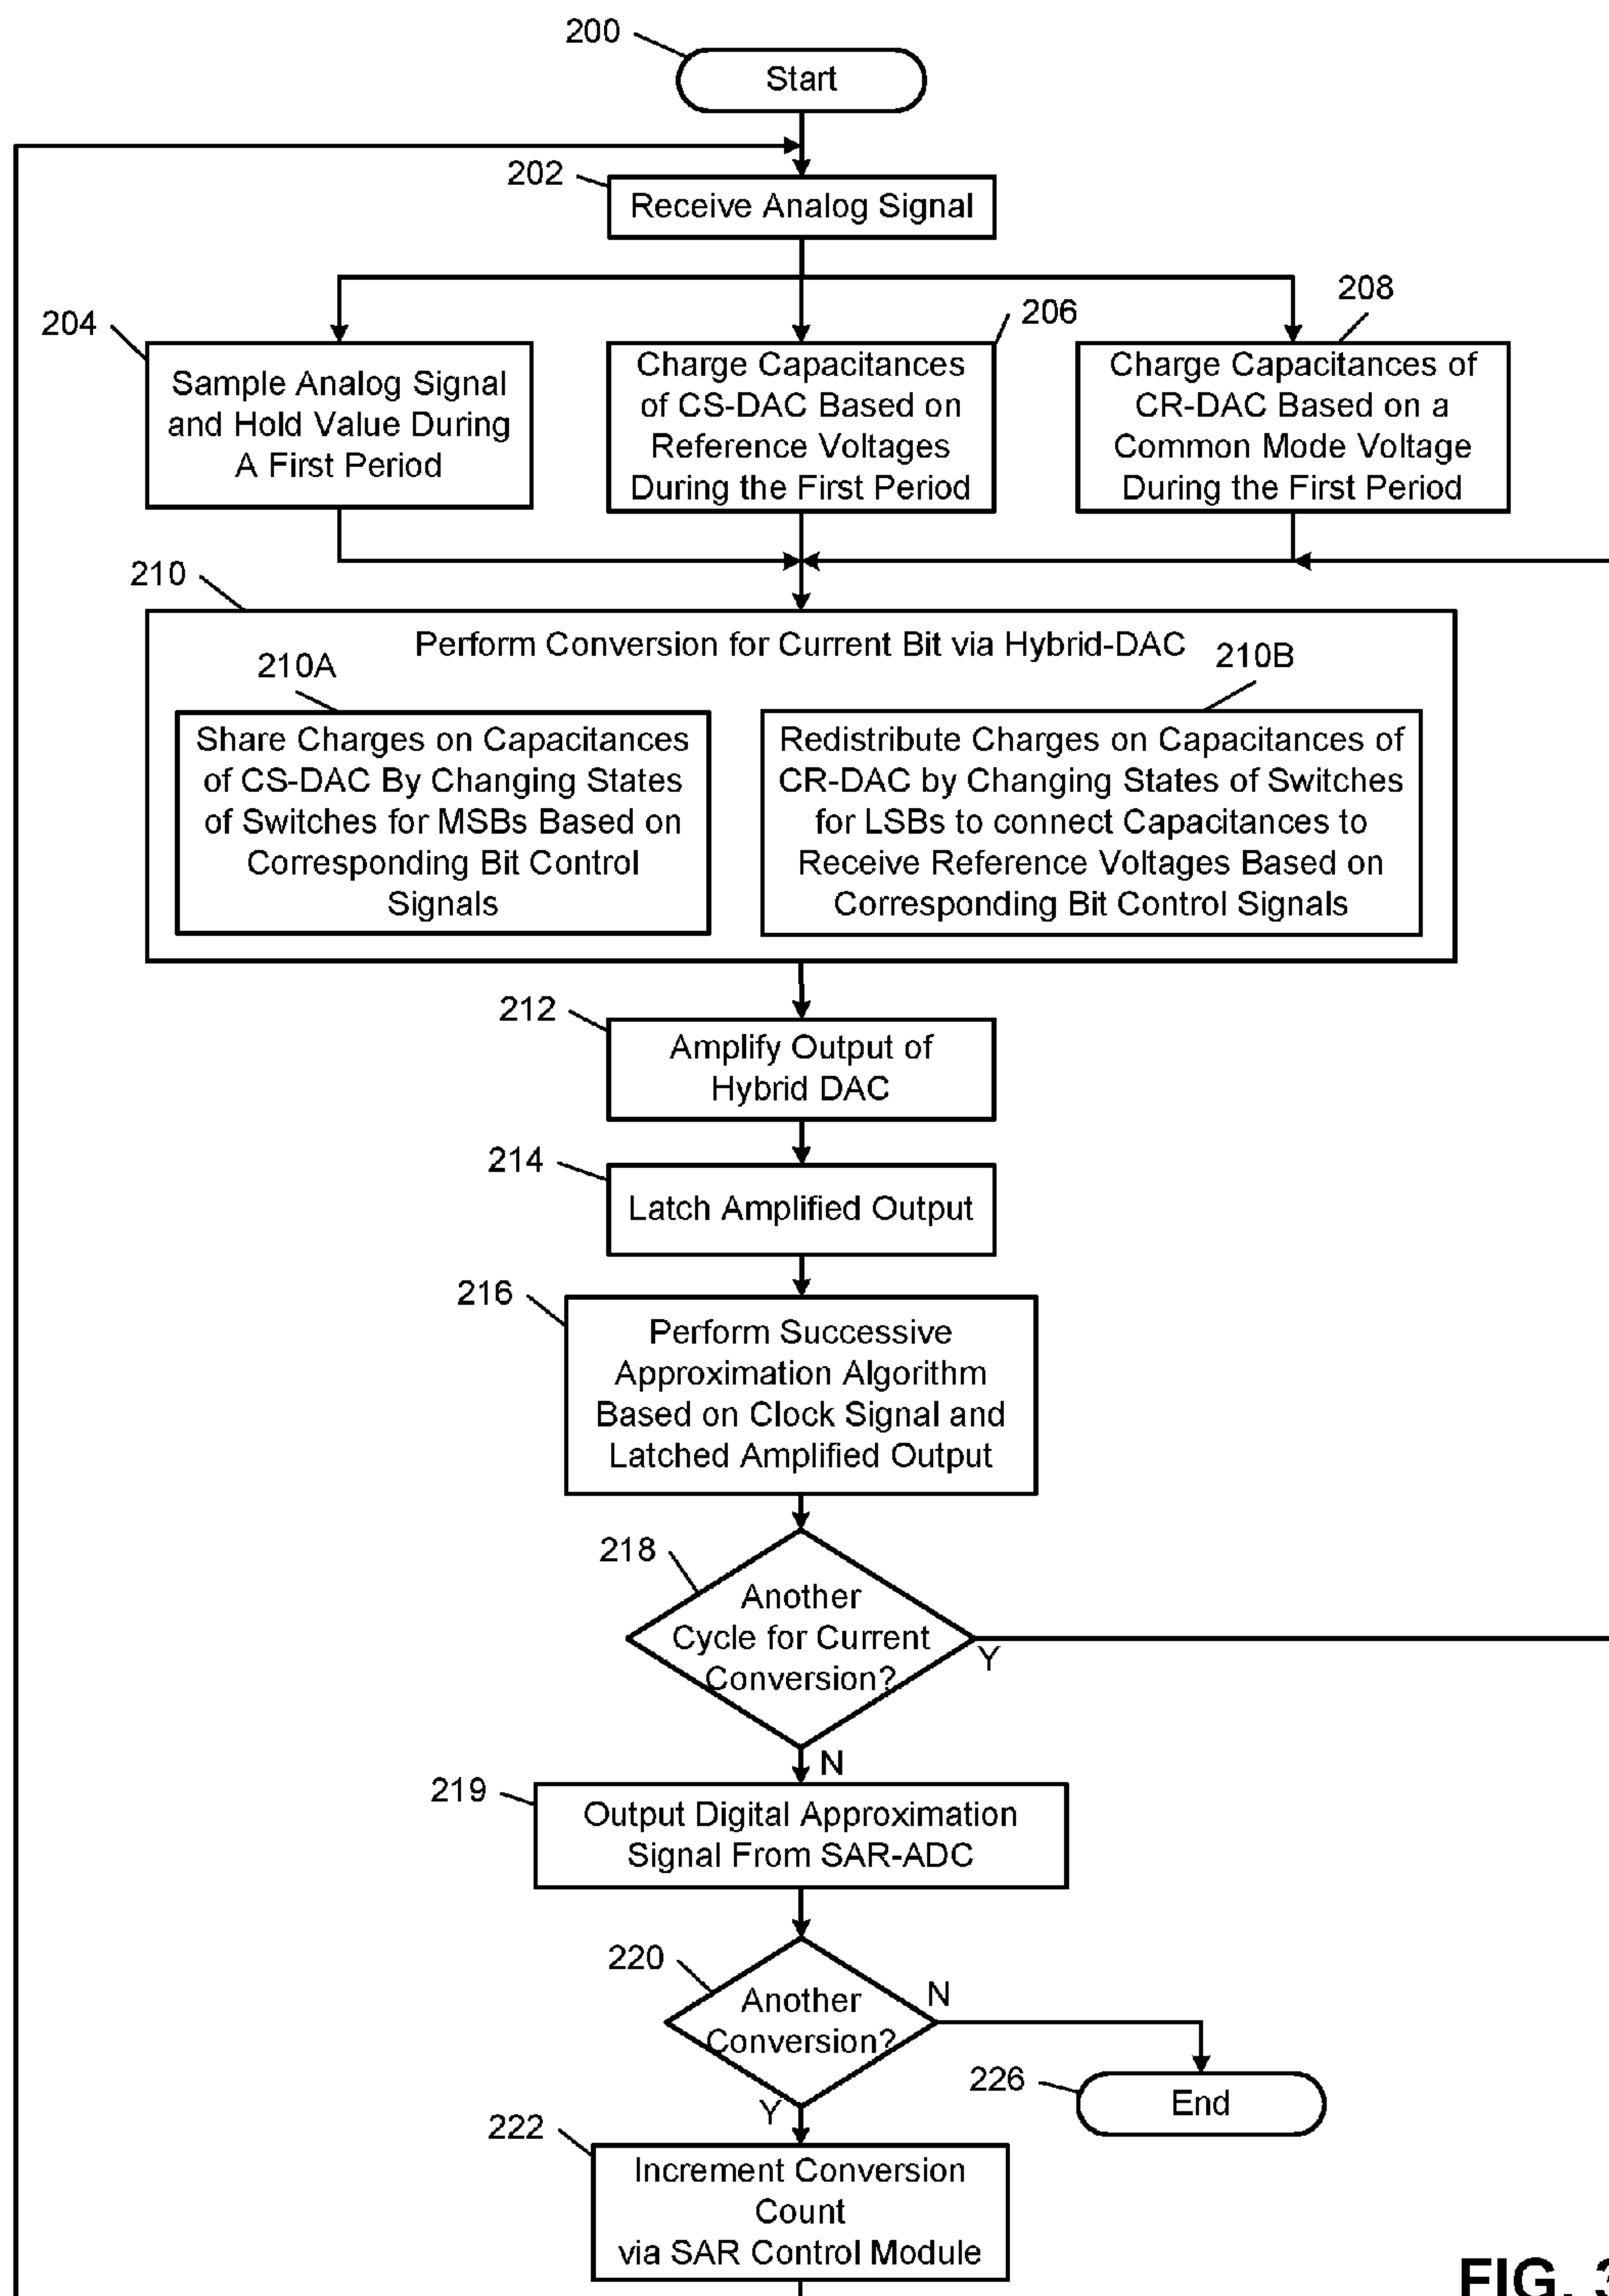 200
Start
202
Receive Analog Signal
204
Sample Analog Signal
and Hold Value During
A First Period
206
Charge Capacitances
of CS-DAC Based on
Reference Voltages
During the First Period
208
Charge Capacitances of
CR-DAC Based on a
Common Mode Voltage
During the First Period
210
Perform Conversion for Current Bit via Hybrid-DAC
210A
Share Charges on Capacitances
of CS-DAC By Changing States
of Switches for MSBs Based on
Corresponding Bit Control
Signals
210B
Redistribute Charges on Capacitances of
CR-DAC by Changing States of Switches
for LSBs to connect Capacitances to
Receive Reference Voltages Based on
Corresponding Bit Control Signals
212
Amplify Output of
Hybrid DAC
214
Latch Amplified Output
216
Perform Successive
Approximation Algorithm
Based on Clock Signal and
Latched Amplified Output
218
Another
Cycle for Current
Conversion?
Y
N
219
Output Digital Approximation
Signal From SAR-ADC
220
Another
Conversion?
N
226
End
Y
222
Increment Conversion
Count
via SAR Control Module
FIG. 3